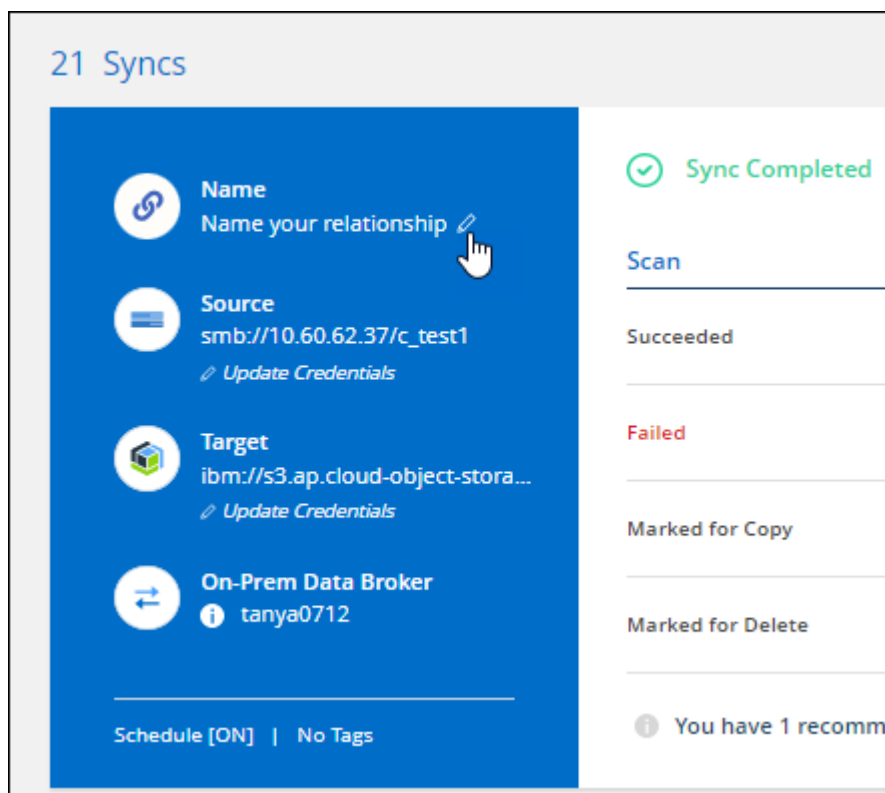 21 Syncs
Name
Name your relationship
Source
smb://10.60.62.37/c_test1
Update Credentials
Target
ibm://s3.ap.cloud-object-stora...
Update Credentials
On-Prem Data Broker
tanya0712
Schedule [ON] | No Tags
Sync Completed
Scan
Succeeded
Failed
Marked for Copy
Marked for Delete
You have 1 recomm